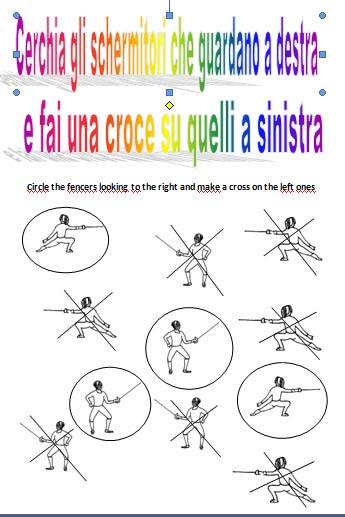 Cerchia gli schermitori che guardano a destra
e fai una croce su quelli a sinistra
Circle the fencers looking to the right and make a cross on the left ones